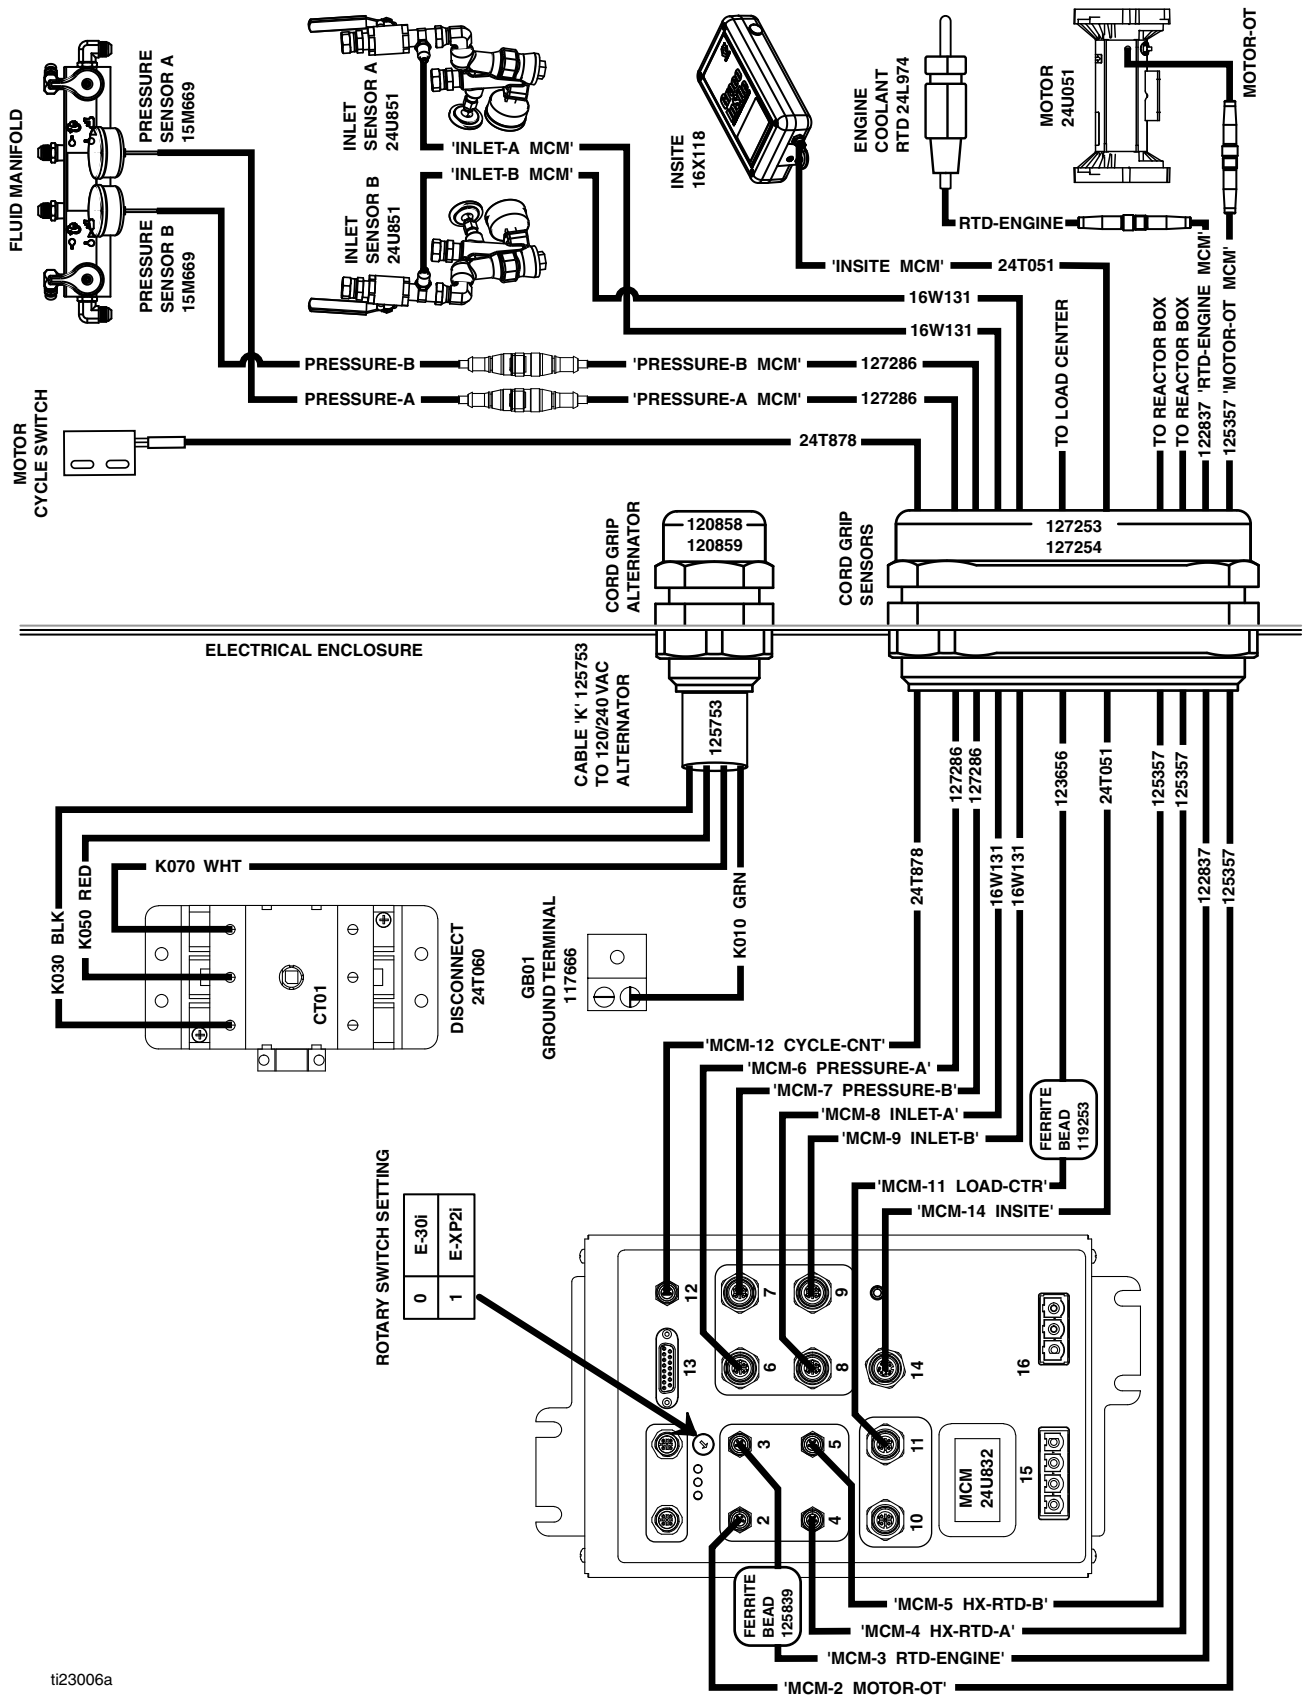 FLUID MANIFOLD
PRESSURE
SENSOR A
15M669
PRESSURE
SENSOR B
15M669
INLET
SENSOR A
24U851
INLET
SENSOR B
24U851
'INLET-A MCM'
'INLET-B MCM'
INSITE
16X118
ENGINE
COOLANT
RTD 24L974
MOTOR
24U051
MOTOR-OT
RTD-ENGINE
'INSITE MCM'
24T051
16W131
16W131
PRESSURE-B
'PRESSURE-B MCM'
127286
PRESSURE-A
'PRESSURE-A MCM'
127286
MOTOR
CYCLE SWITCH
24T878
TO LOAD CENTER
TO REACTOR BOX
TO REACTOR BOX
122837 'RTD-ENGINE MCM'
125357 'MOTOR-OT MCM'
CORD GRIP
ALTERNATOR
120858
120859
CORD GRIP
SENSORS
127253
127254
ELECTRICAL ENCLOSURE
CABLE 'K' 125753
TO 120/240 VAC
ALTERNATOR
125753
24T878
127286
127286
16W131
16W131
123656
24T051
125357
125357
122837
125357
K030 BLK
K050 RED
K070 WHT
K010 GRN
CT01
DISCONNECT
24T060
GB01
GROUND TERMINAL
117666
'MCM-12 CYCLE-CNT'
'MCM-6 PRESSURE-A'
'MCM-7 PRESSURE-B'
'MCM-8 INLET-A'
'MCM-9 INLET-B'
FERRITE
BEAD
119253
'MCM-11 LOAD-CTR'
'MCM-14 INSITE'
ROTARY SWITCH SETTING
0 E-30i
1 E-XP2i
12
13
7
9
6
8
14
16
3
5
11
2
4
10
15
MCM
24U832
FERRITE
BEAD
125839
'MCM-5 HX-RTD-B'
'MCM-4 HX-RTD-A'
'MCM-3 RTD-ENGINE'
'MCM-2 MOTOR-OT'
ti23006a